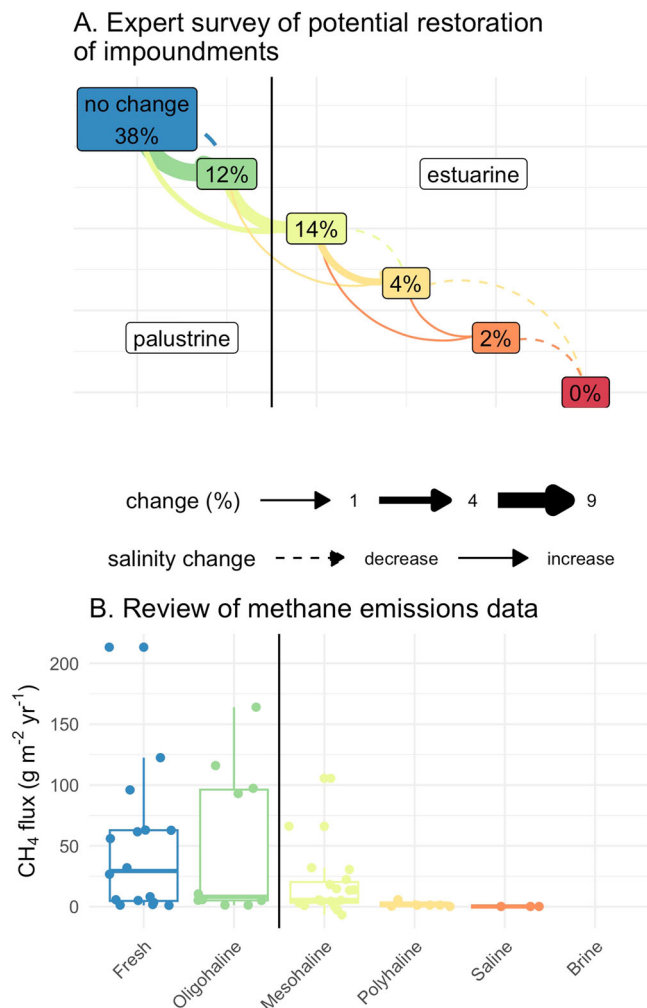 A. Expert survey of potential restoration
of impoundments
no change
38%
12%
estuarine
14%
4%
palustrine
2%
0%
change (%) 1 4 9
salinity change decrease increase
B. Review of methane emissions data
CH₄ flux (g m⁻² yr⁻¹)
200
150
100
50
0
Fresh
Oligohaline
Mesohaline
Polyhaline
Saline
Brine